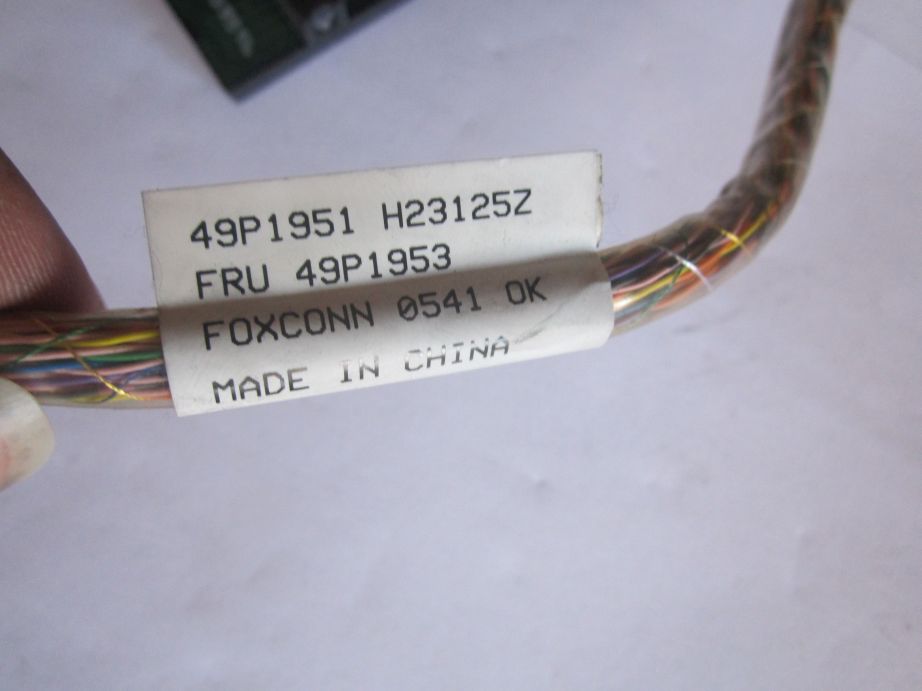 49P1951 H23125Z
FRU 49P1953
FOXCONN 0541 OK
MADE IN CHINA